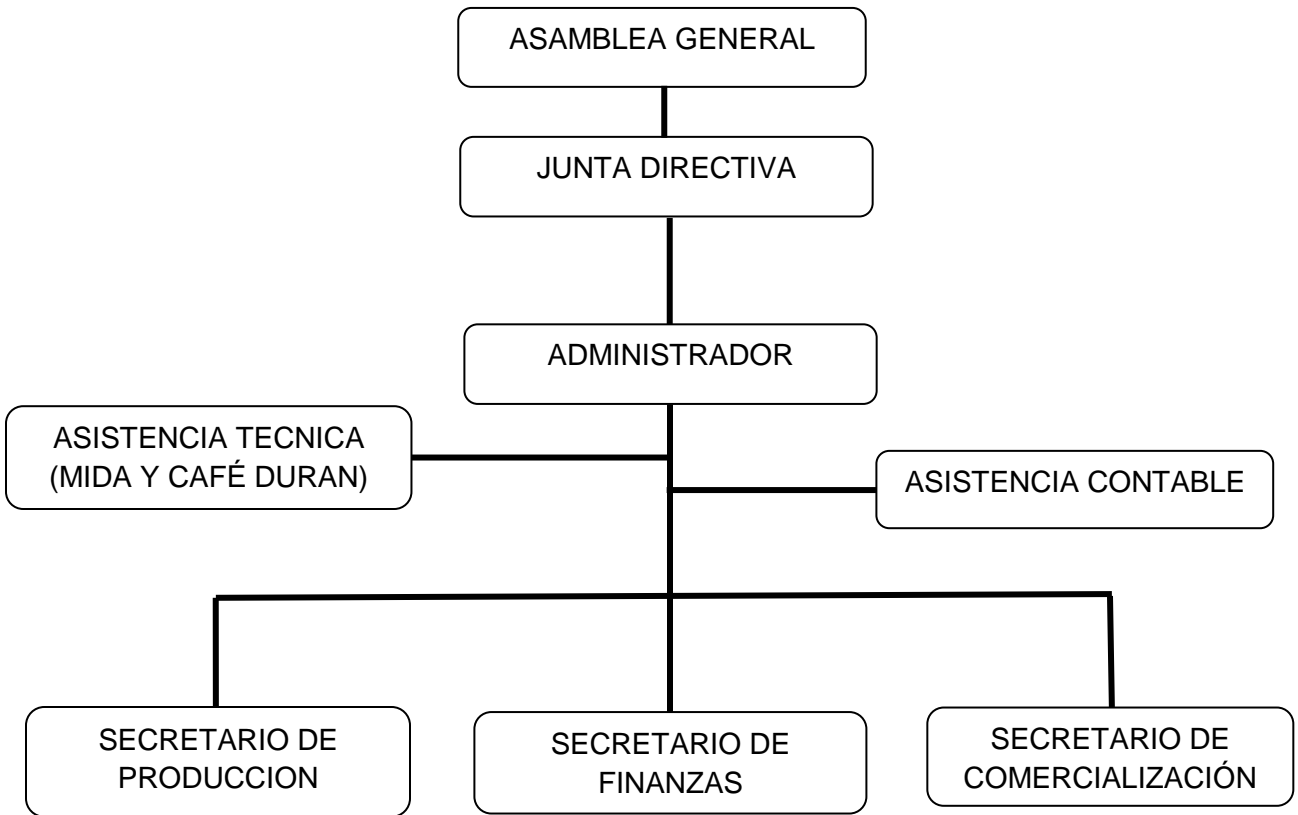 ASAMBLEA GENERAL
JUNTA DIRECTIVA
ADMINISTRADOR
ASISTENCIA TECNICA
(MIDA Y CAFÉ DURAN)
ASISTENCIA CONTABLE
SECRETARIO DE
PRODUCCION
SECRETARIO DE
FINANZAS
SECRETARIO DE
COMERCIALIZACIÓN